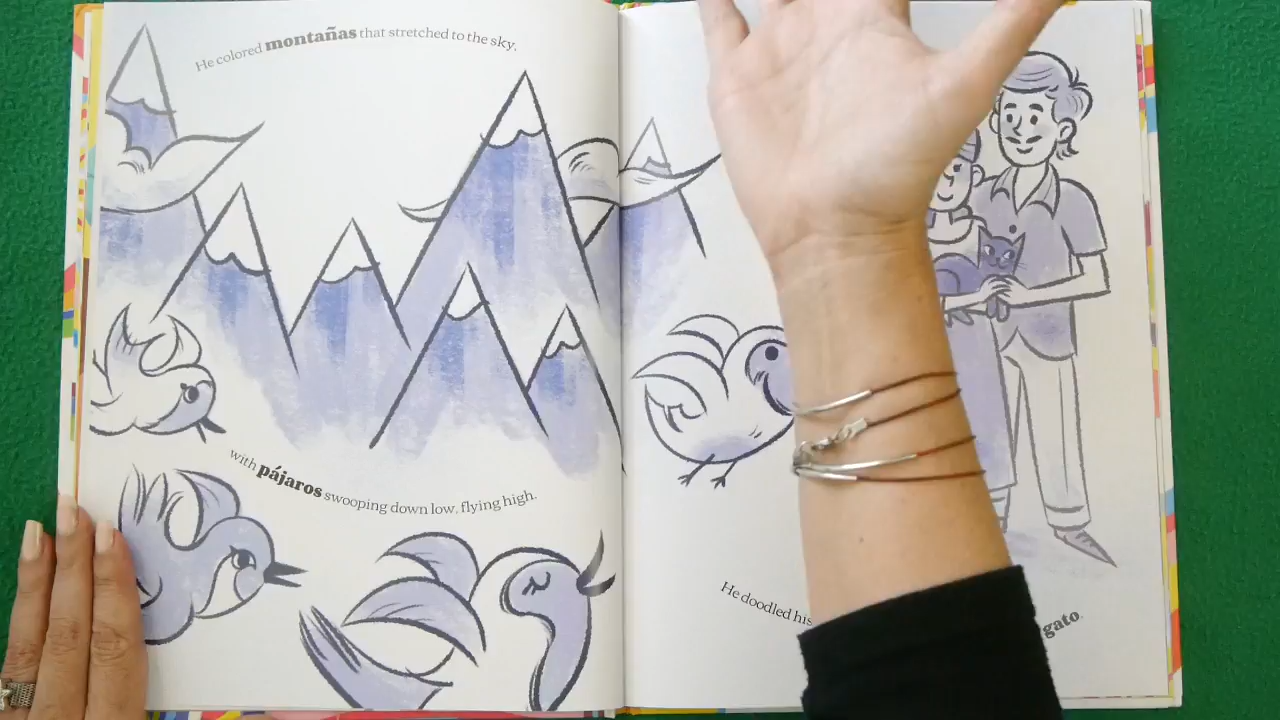 He colored montañas that stretched to the sky,
with pájaros swooping down low, flying high.
He doodled his
gato.